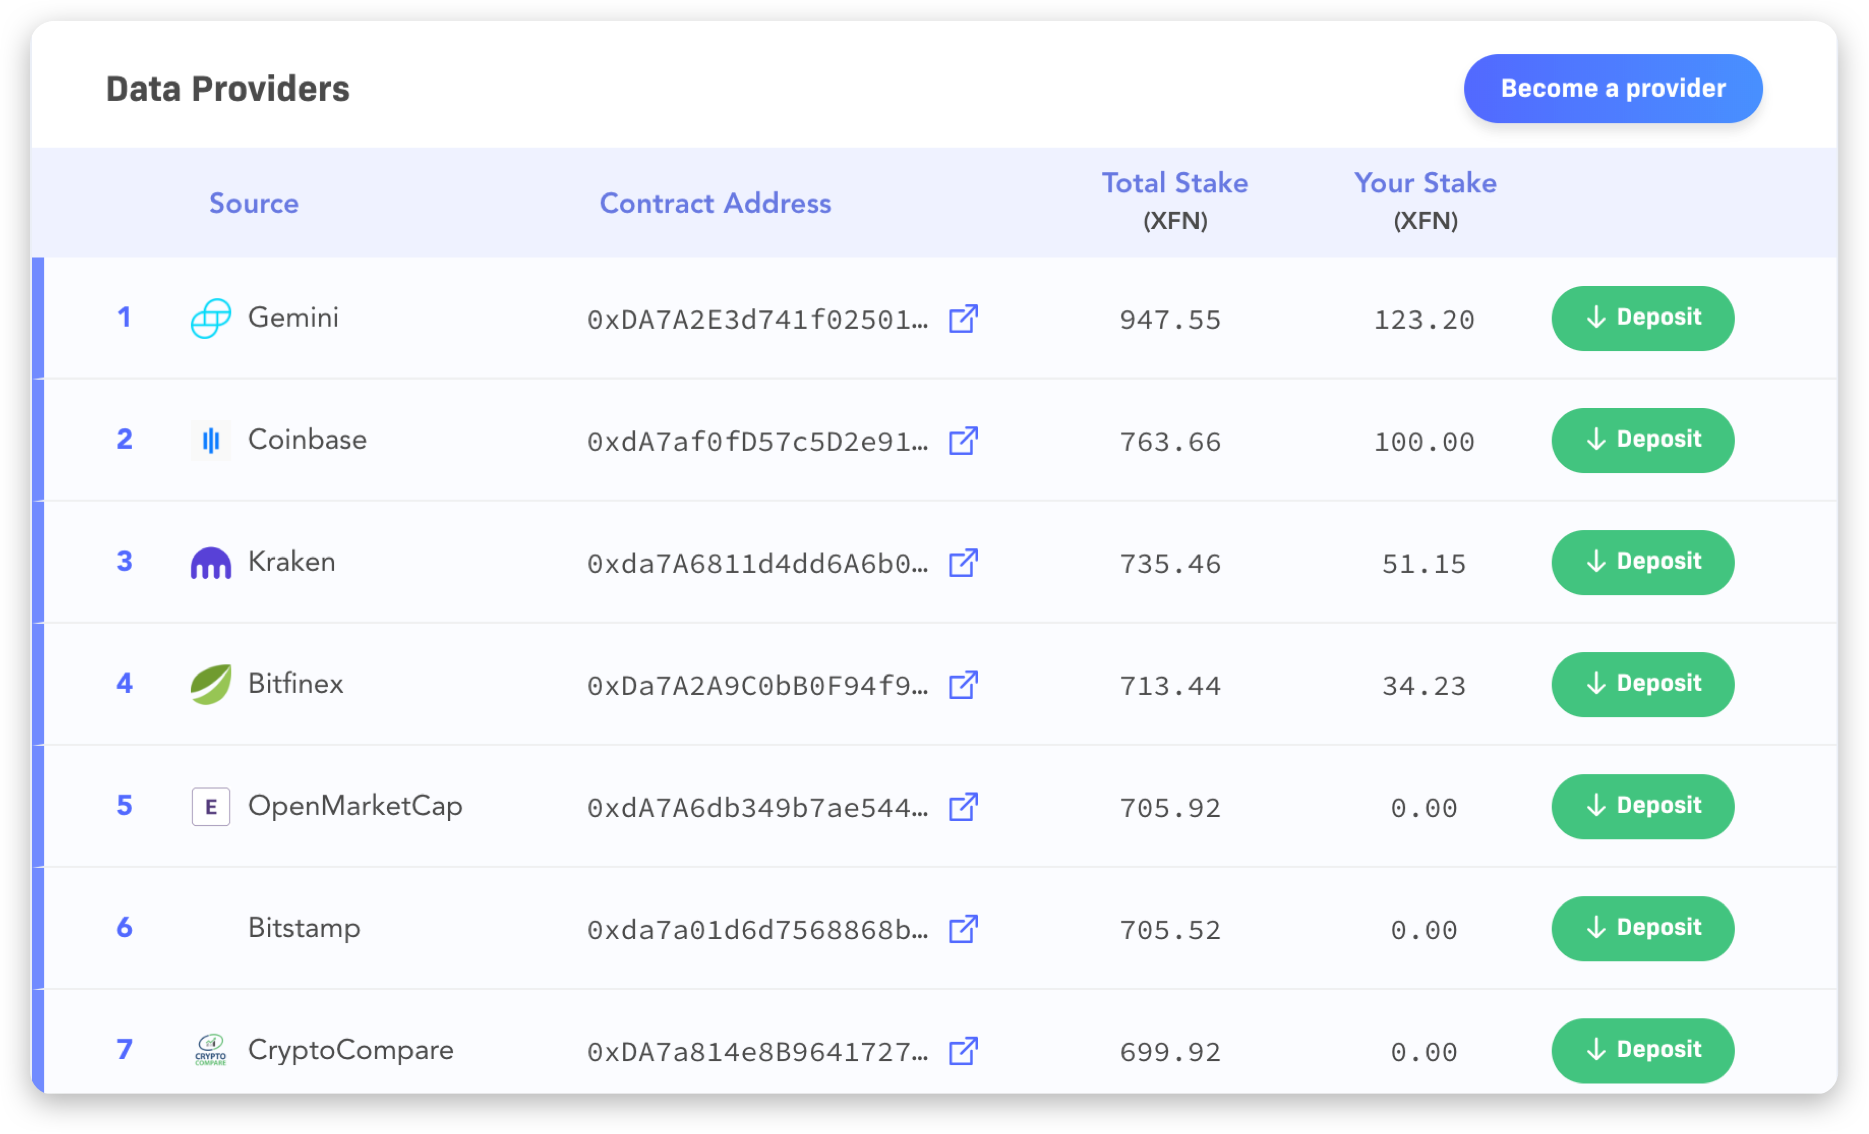 Data Providers
Become a provider
Source Contract Address Total Stake (XFN) Your Stake (XFN)
1 Gemini 0xDA7A2E3d741f02501... 947.55 123.20 Deposit
2 Coinbase 0xdA7af0fD57c5D2e91... 763.66 100.00 Deposit
3 Kraken 0xda7A6811d4dd6A6b0... 735.46 51.15 Deposit
4 Bitfinex 0xDa7A2A9C0bB0F94f9... 713.44 34.23 Deposit
5 E OpenMarketCap 0xdA7A6db349b7ae544... 705.92 0.00 Deposit
6 Bitstamp 0xda7a01d6d7568868b... 705.52 0.00 Deposit
7 CRYPTO COMPARE CryptoCompare 0xDA7a814e8B9641727... 699.92 0.00 Deposit